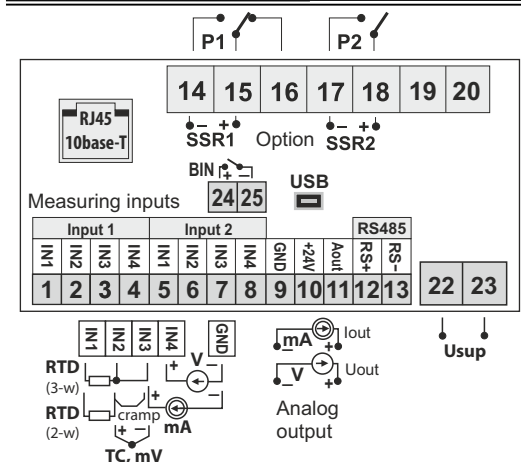 P1 P2
14 15 16 17 18 19 20
RJ45
10base-T
- + - +
SSR1 Option SSR2
BIN + -
24 25
USB
Measuring inputs
Input 1 Input 2 RS485
IN1 IN2 IN3 IN4 IN1 IN2 IN3 IN4 GND +24V Aout RS+ RS-
1 2 3 4 5 6 7 8 9 10 11 12 13 22 23
IN1 IN2 IN3 IN4 GND
mA Iout
- +
Usup
RTD
(3-w)
+ V -
V Uout
- +
RTD
(2-w)
cramp
+ mA -
Analog
output
+ -
TC, mV